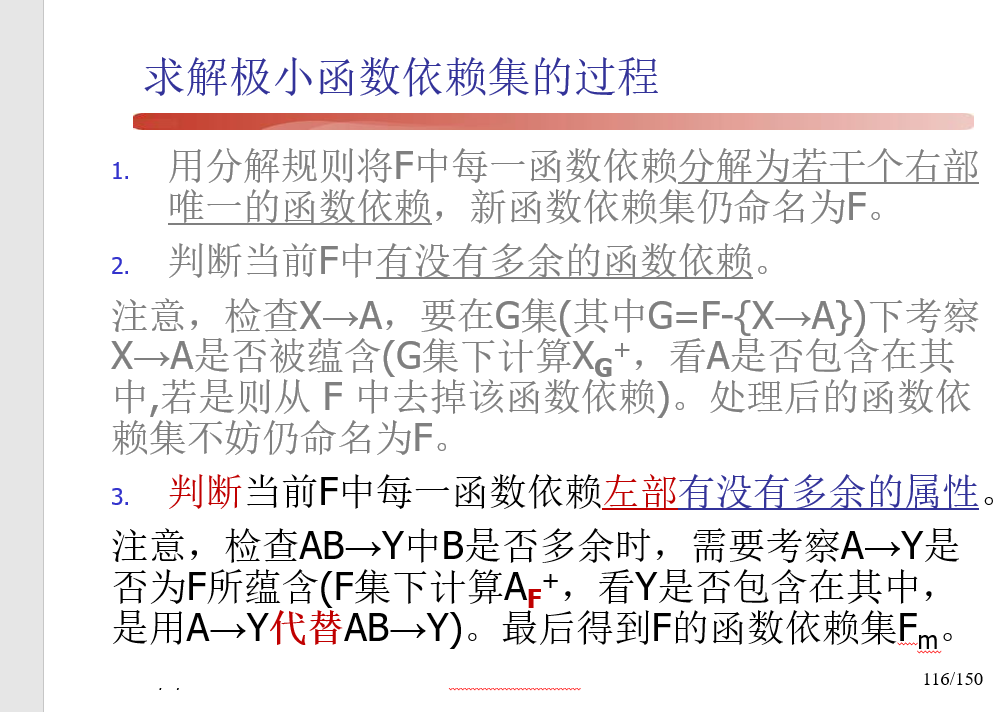 求解极小函数依赖集的过程
1. 用分解规则将F中每一函数依赖分解为若干个右部
唯一的函数依赖，新函数依赖集仍命名为F。
2. 判断当前F中有没有多余的函数依赖。
注意，检查X→A，要在G集(其中G=F-{X→A})下考察
X→A是否被蕴含(G集下计算X_G⁺，看A是否包含在其
中,若是则从 F 中去掉该函数依赖)。处理后的函数依
赖集不妨仍命名为F。
3. 判断当前F中每一函数依赖左部有没有多余的属性。
注意，检查AB→Y中B是否多余时，需要考察A→Y是
否为F所蕴含(F集下计算A_F⁺，看Y是否包含在其中，
是用A→Y代替AB→Y)。最后得到F的函数依赖集Fₘ。
116/150